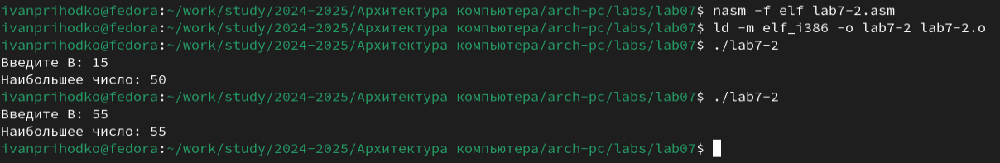 ivanprihodko@fedora:~/work/study/2024-2025/Архитектура компьютера/arch-pc/labs/lab07$ nasm -f elf lab7-2.asm
ivanprihodko@fedora:~/work/study/2024-2025/Архитектура компьютера/arch-pc/labs/lab07$ ld -m elf_i386 -o lab7-2 lab7-2.o
ivanprihodko@fedora:~/work/study/2024-2025/Архитектура компьютера/arch-pc/labs/lab07$ ./lab7-2
Введите B: 15
Наибольшее число: 50
ivanprihodko@fedora:~/work/study/2024-2025/Архитектура компьютера/arch-pc/labs/lab07$ ./lab7-2
Введите B: 55
Наибольшее число: 55
ivanprihodko@fedora:~/work/study/2024-2025/Архитектура компьютера/arch-pc/labs/lab07$